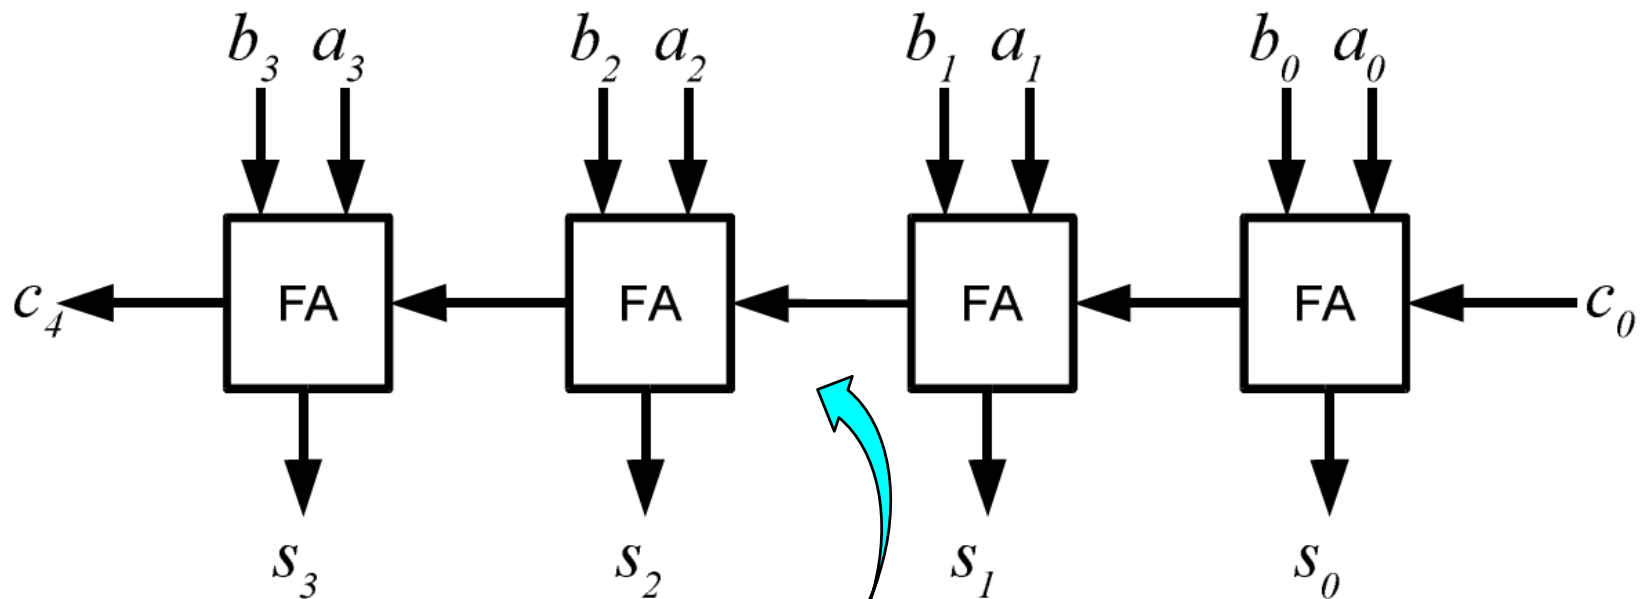 b₃ a₃ b₂ a₂ b₁ a₁ b₀ a₀
c₄ FA FA FA FA c₀
s₃ s₂ s₁ s₀